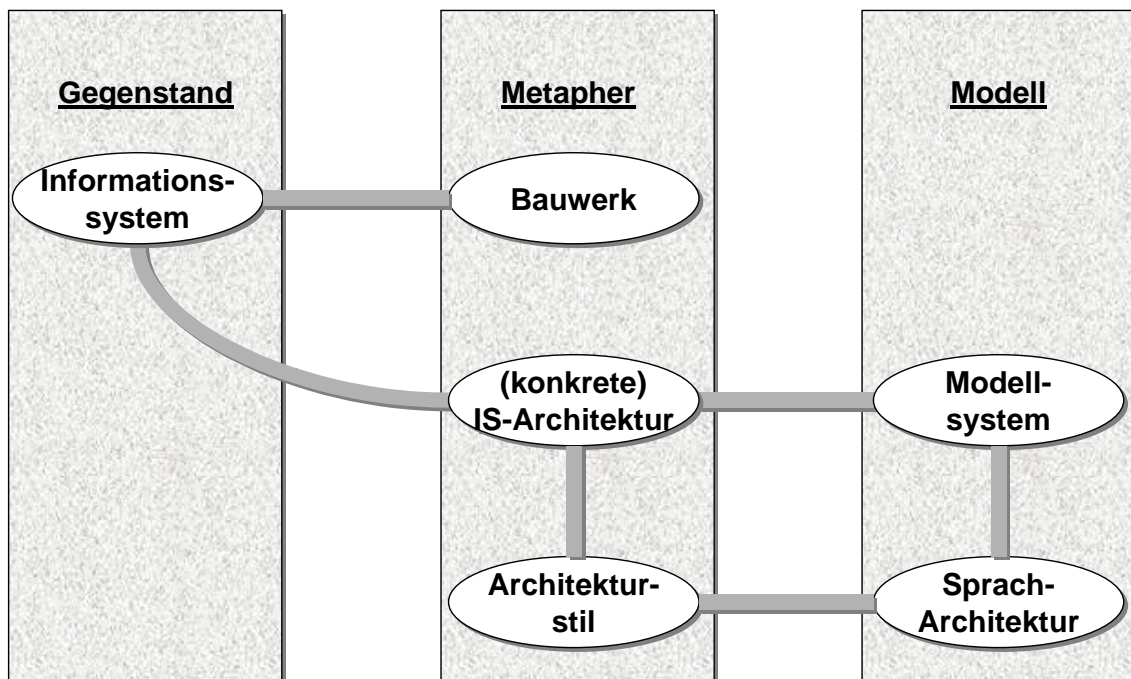 Gegenstand
Metapher
Modell
Informations-
system
Bauwerk
(konkrete)
IS-Architektur
Modell-
system
Architektur-
stil
Sprach-
Architektur